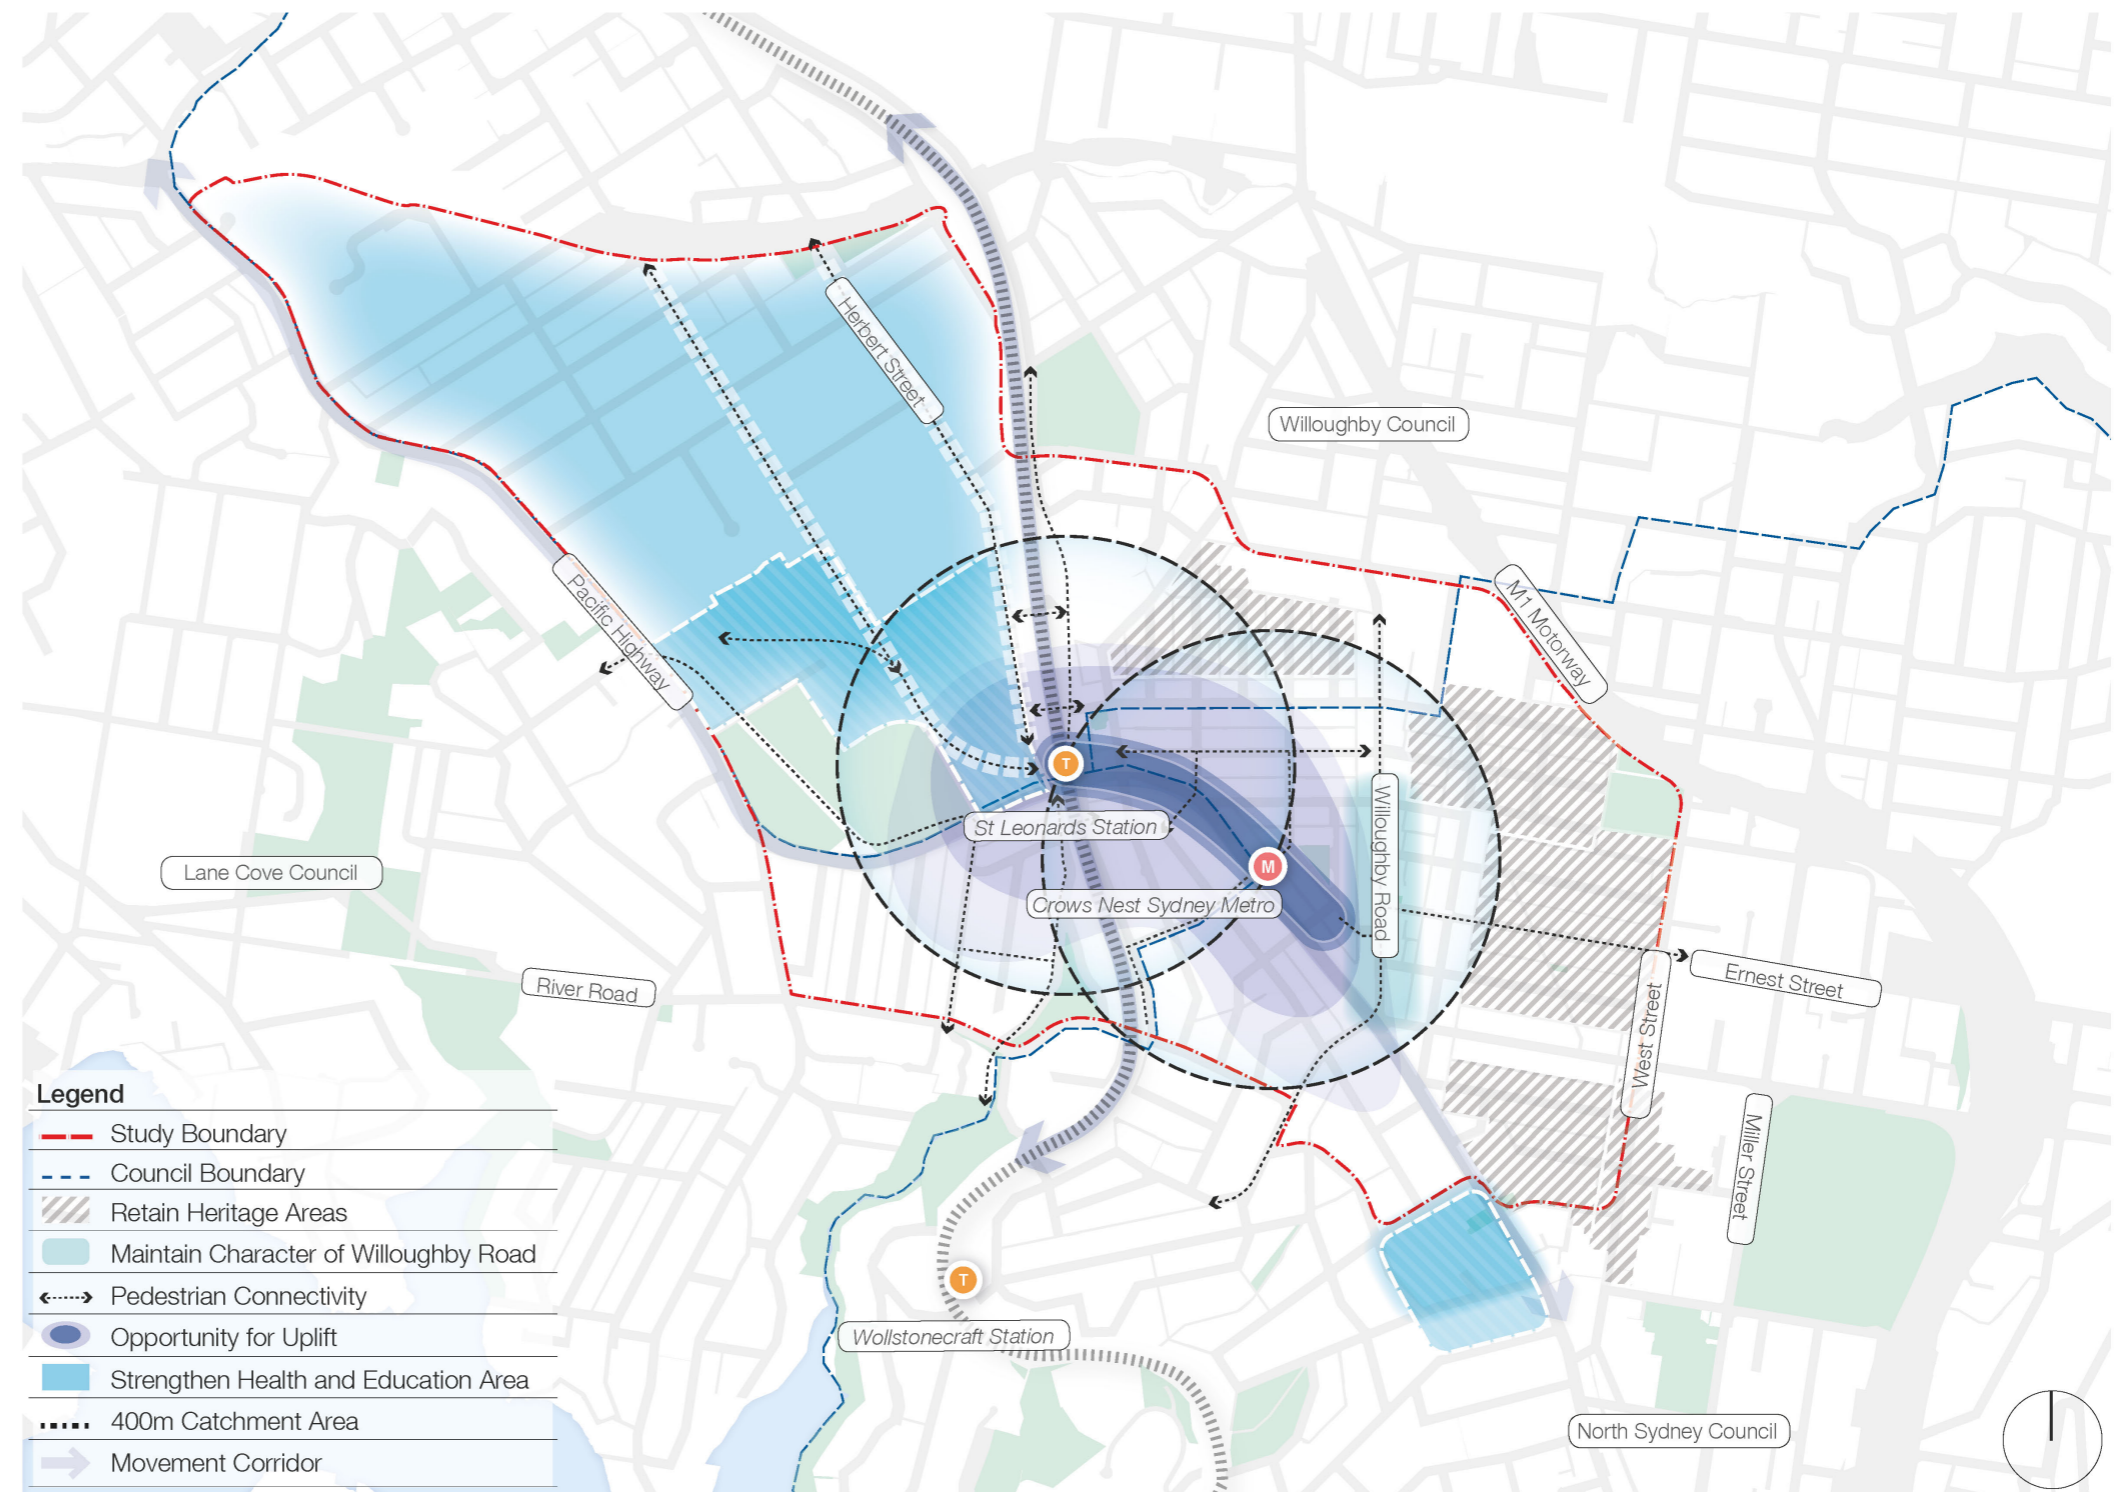 Herbert Street
Willoughby Council
Pacific Highway
M1 Motorway
T
St Leonards Station
M
Crows Nest Sydney Metro
Willoughby Road
Lane Cove Council
River Road
Ernest Street
West Street
Miller Street
T
Wollstonecraft Station
North Sydney Council
Legend
Study Boundary
Council Boundary
Retain Heritage Areas
Maintain Character of Willoughby Road
Pedestrian Connectivity
Opportunity for Uplift
Strengthen Health and Education Area
400m Catchment Area
Movement Corridor